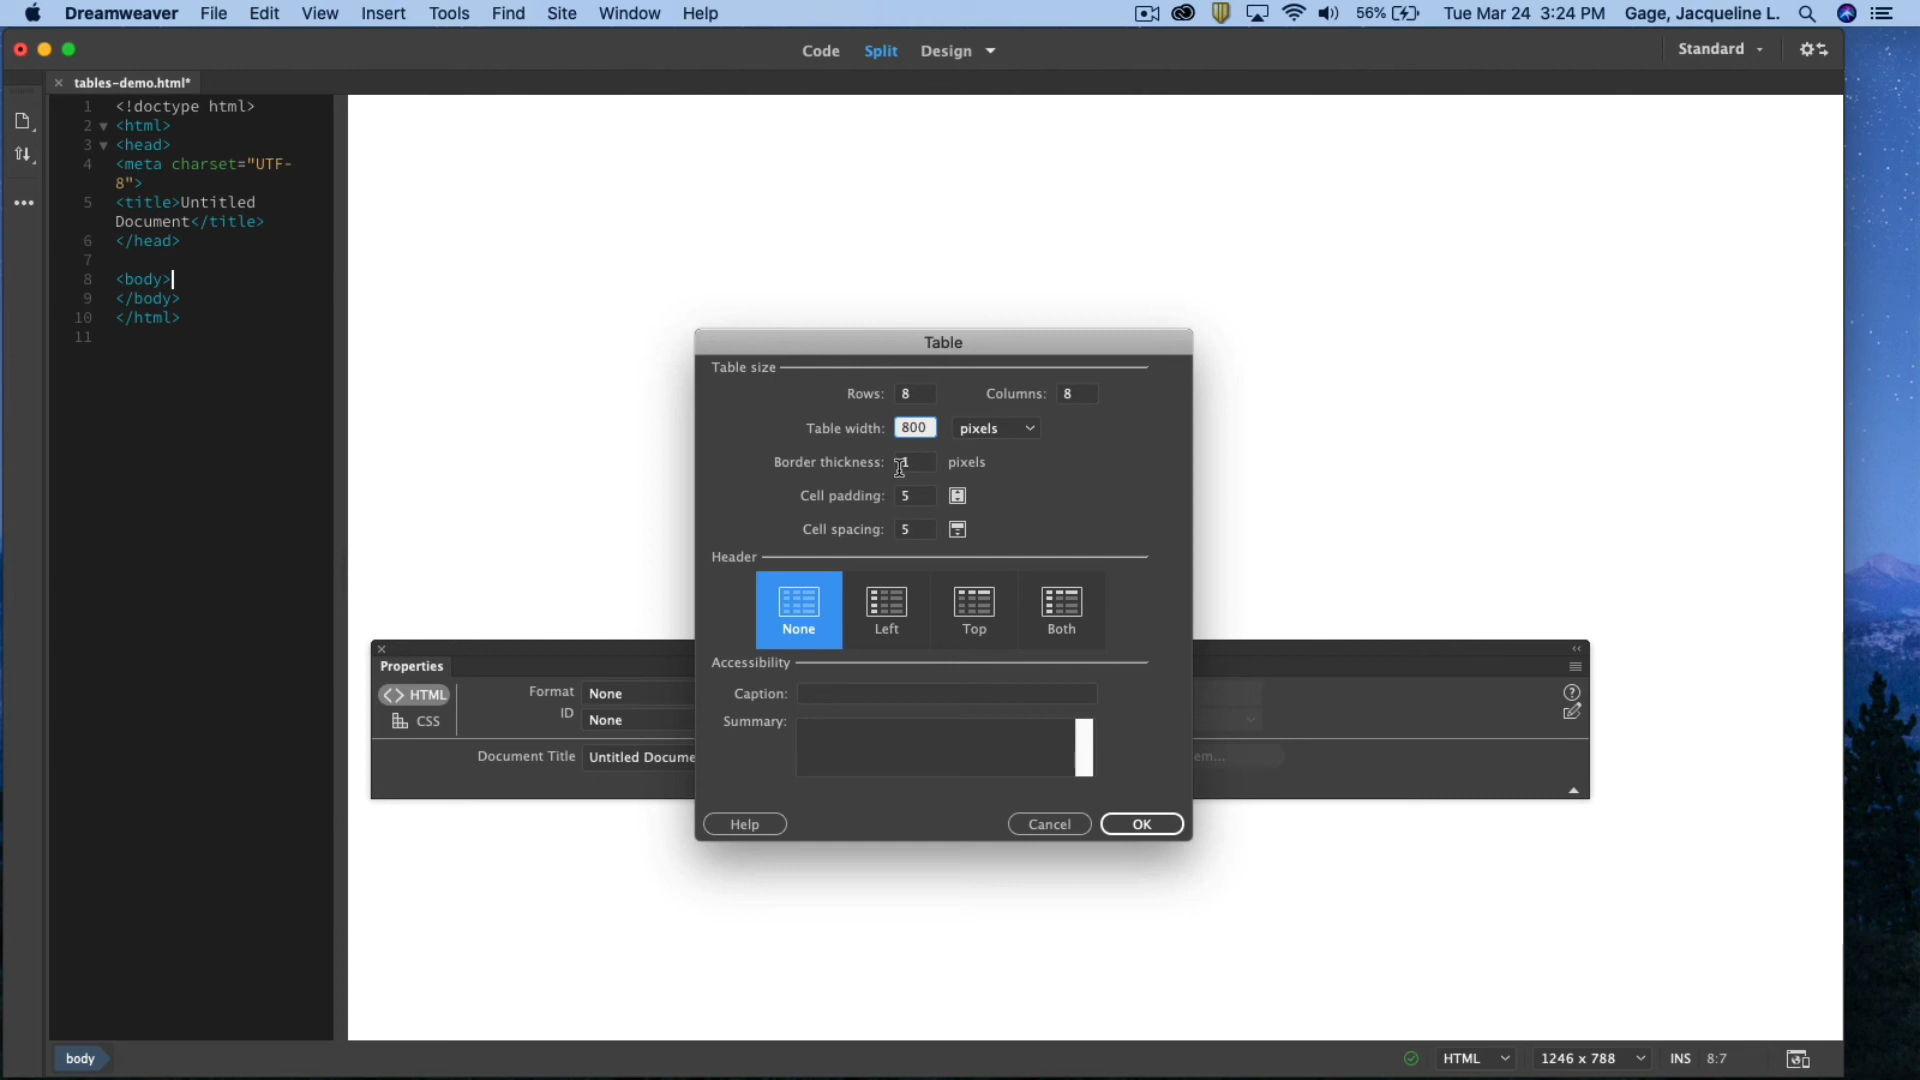 Dreamweaver File Edit View Insert Tools Find Site Window Help 56% Tue Mar 24 3:24 PM Gage, Jacqueline L.
Code Split Design Standard
tables-demo.html*
1 <!doctype html>
2 <html>
3 <head>
4 <meta charset="UTF-
8">
5 <title>Untitled
Document</title>
6 </head>
7
8 <body>
9 </body>
10 </html>
11
Table
Table size
Rows: 8 Columns: 8
Table width: 800 pixels
Border thickness: 1 pixels
Cell padding: 5
Cell spacing: 5
Header
None Left Top Both
Accessibility
Caption:
Summary:
Help Cancel OK
Properties
HTML Format None
CSS ID None
Document Title Untitled Docume
em...
body HTML 1246 x 788 INS 8:7